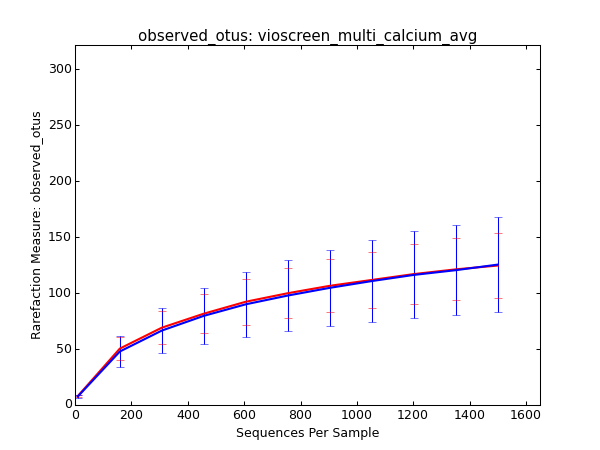 observed_otus: vioscreen_multi_calcium_avg
Rarefaction Measure: observed_otus
300
250
200
150
100
50
0
0 200 400 600 800 1000 1200 1400 1600
Sequences Per Sample